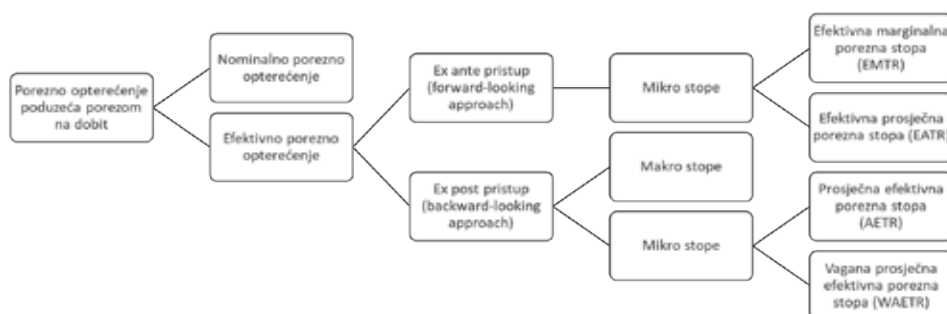 Porezno opterećenje
poduzeća porezom
na dobit
Nominalno porezno
opterećenje
Efektivno porezno
opterećenje
Ex ante pristup
(forward-looking
approach)
Ex post pristup
(backward-looking
approach)
Mikro stope
Makro stope
Mikro stope
Efektivna marginalna
porezna stopa
(EMTR)
Efektivna prosječna
porezna stopa (EATR)
Prosječna efektivna
porezna stopa
(AETR)
Vagana prosječna
efektivna porezna
stopa (WAETR)